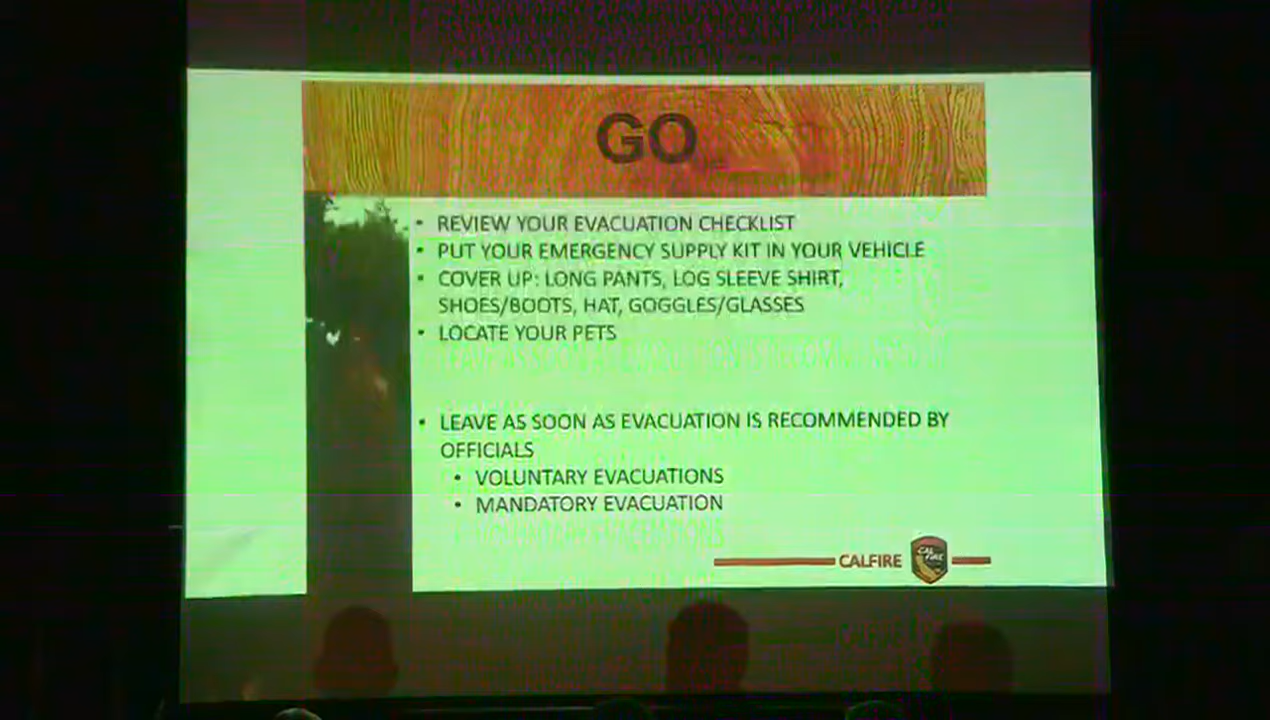 GO
• REVIEW YOUR EVACUATION CHECKLIST
• PUT YOUR EMERGENCY SUPPLY KIT IN YOUR VEHICLE
• COVER UP: LONG PANTS, LOG SLEEVE SHIRT,
SHOES/BOOTS, HAT, GOGGLES/GLASSES
• LOCATE YOUR PETS
• LEAVE AS SOON AS EVACUATION IS RECOMMENDED BY
OFFICIALS
• VOLUNTARY EVACUATIONS
• MANDATORY EVACUATION
CALFIRE
CAL
FIRE